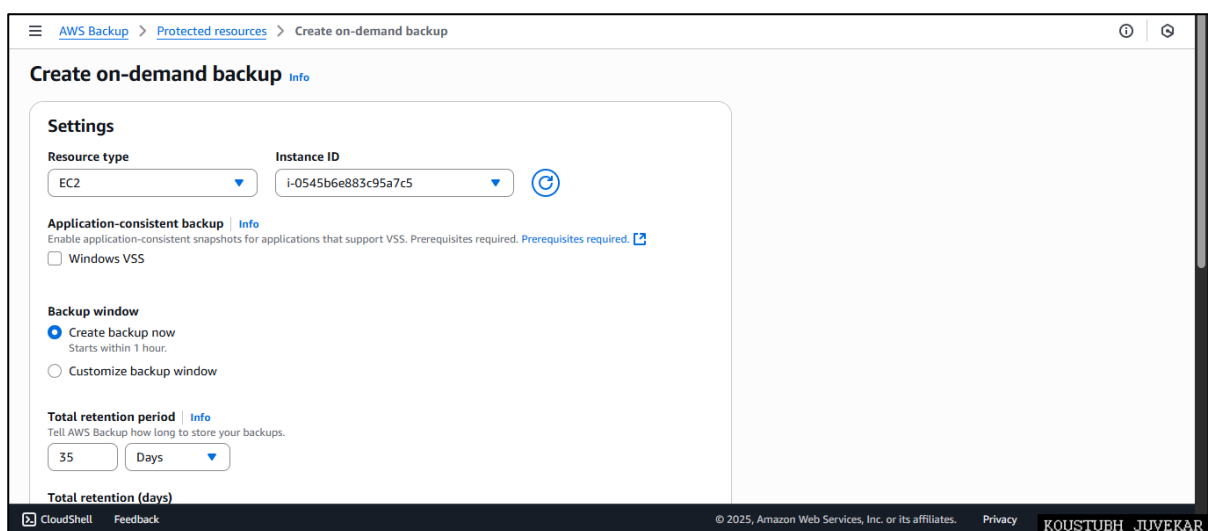 AWS Backup > Protected resources > Create on-demand backup
Create on-demand backup Info
Settings
Resource type Instance ID
EC2 i-0545b6e883c95a7c5
Application-consistent backup | Info
Enable application-consistent snapshots for applications that support VSS. Prerequisites required. Prerequisites required.
Windows VSS
Backup window
Create backup now
Starts within 1 hour.
Customize backup window
Total retention period | Info
Tell AWS Backup how long to store your backups.
35 Days
Total retention (days)
CloudShell Feedback © 2025, Amazon Web Services, Inc. or its affiliates. Privacy KOUSTUBH JUVEKAR